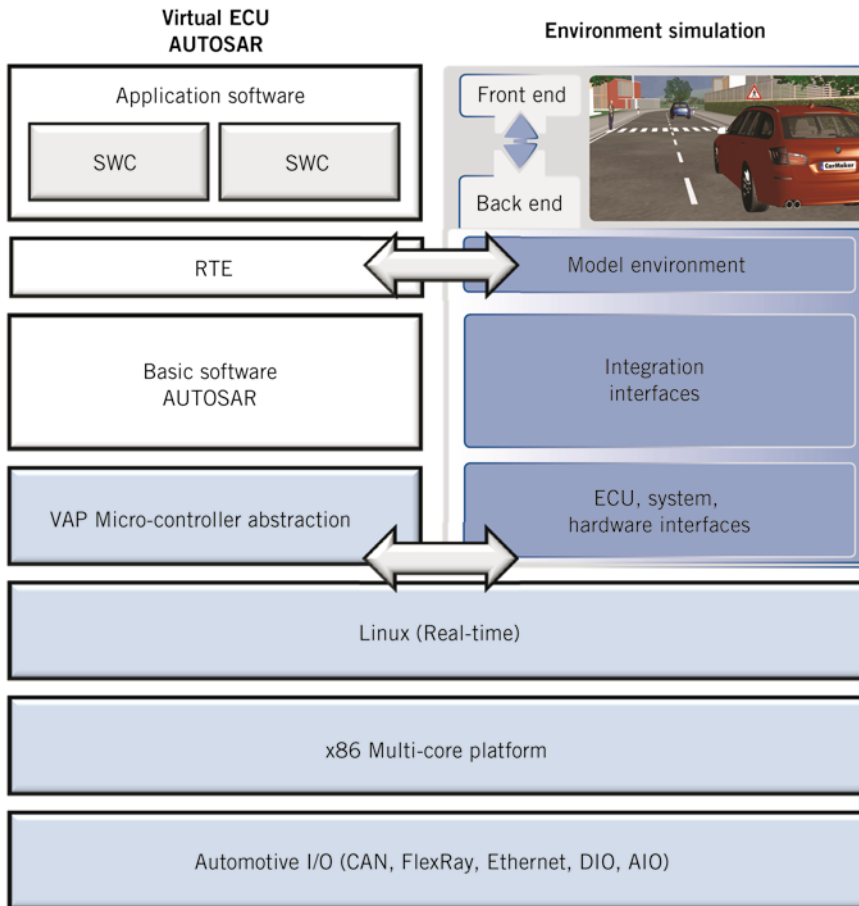 Virtual ECU
AUTOSAR
Environment simulation
Application software
SWC
SWC
Front end
Back end
CarMaker
RTE
Model environment
Basic software
AUTOSAR
Integration
interfaces
VAP Micro-controller abstraction
ECU, system,
hardware interfaces
Linux (Real-time)
x86 Multi-core platform
Automotive I/O (CAN, FlexRay, Ethernet, DIO, AIO)